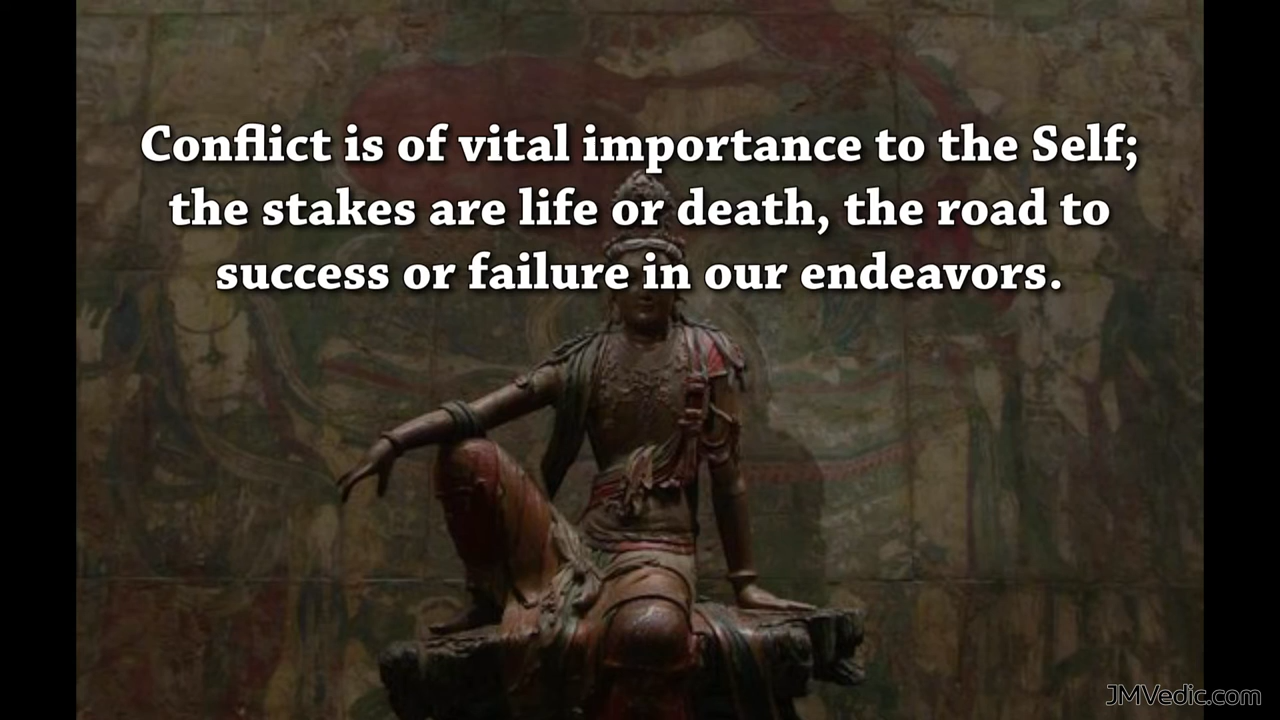 Conflict is of vital importance to the Self;
the stakes are life or death, the road to
success or failure in our endeavors.
JMVedic.com